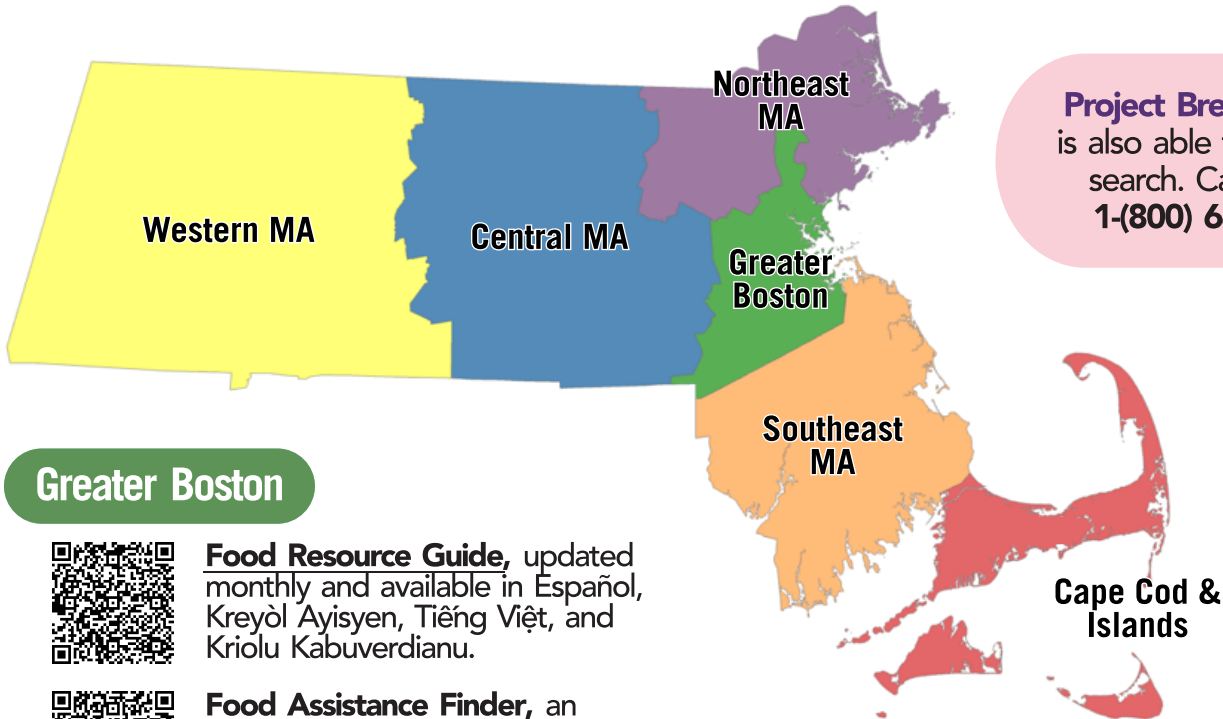 Northeast
MA
Project
is also able
search.
1-(800)
Western MA
Central MA
Greater
Boston
Southeast
MA
Cape Cod &
Islands
Greater Boston
Food Resource Guide, updated
monthly and available in Español,
Kreyòl Ayisyen, Tiếng Việt, and
Kriolu Kabuverdianu.
Food Assistance Finder, an